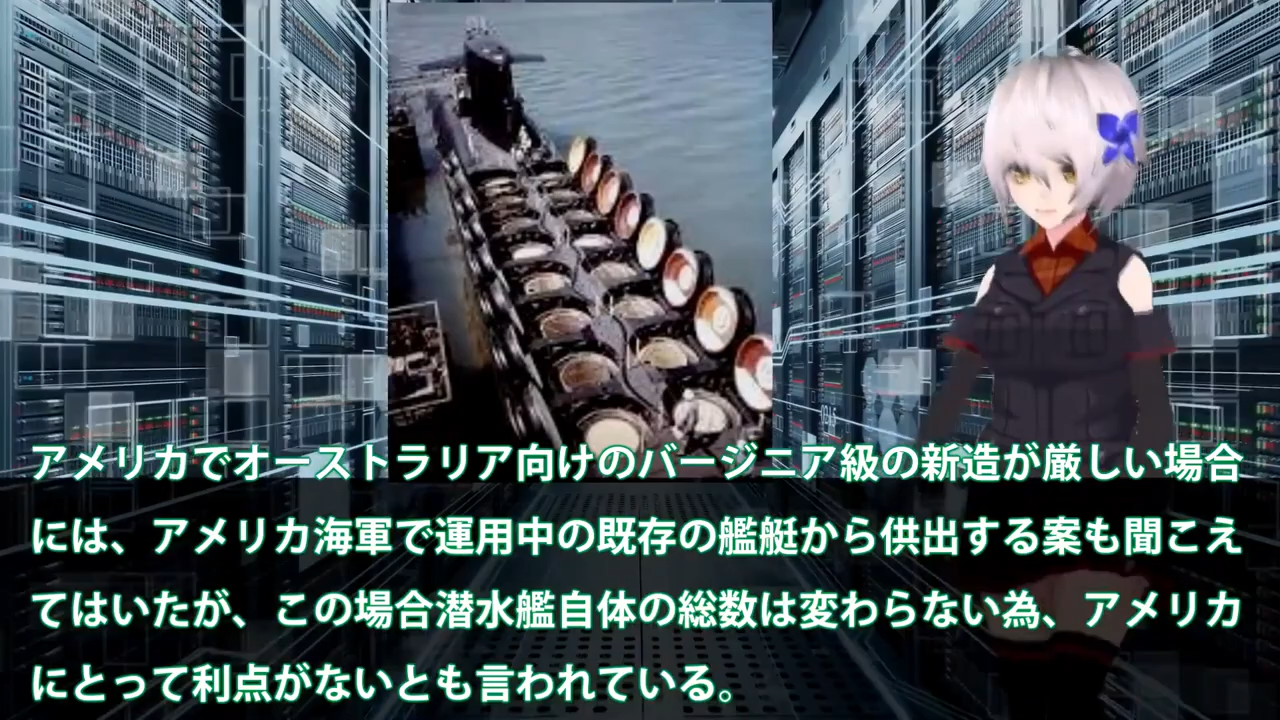 アメリカでオーストラリア向けのバージニア級の新造が厳しい場合
には、アメリカ海軍で運用中の既存の艦艇から供出する案も聞こえ
てはいたが、この場合潜水艦自体の総数は変わらない為、アメリカ
にとって利点がないとも言われている。